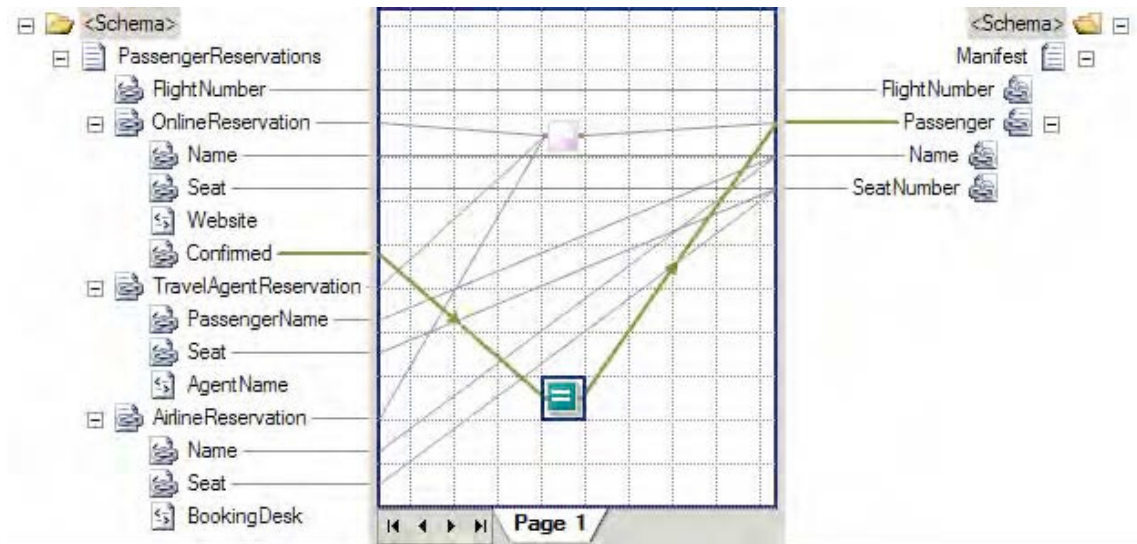 <Schema>
PassengerReservations
FlightNumber
OnlineReservation
Name
Seat
Website
Confirmed
TravelAgentReservation
PassengerName
Seat
AgentName
AirlineReservation
Name
Seat
BookingDesk
Page 1
<Schema>
Manifest
FlightNumber
Passenger
Name
SeatNumber